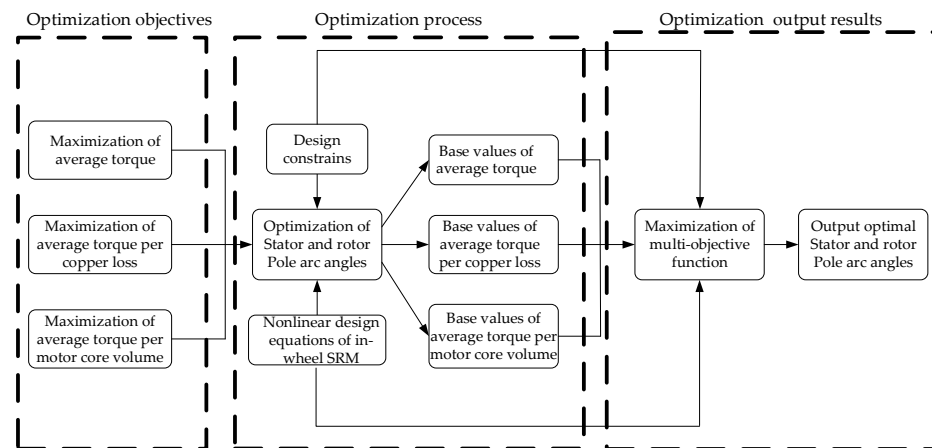 Optimization objectives
Optimization process
Optimization output results
Maximization of
average torque
Maximization of
average torque per
copper loss
Maximization of
average torque per
motor core volume
Design
constrains
Optimization of
Stator and rotor
Pole arc angles
Nonlinear design
equations of in-
wheel SRM
Base values of
average torque
Base values of
average torque
per copper loss
Base values of
average torque per
motor core volume
Maximization of
multi-objective
function
Output optimal
Stator and rotor
Pole arc angles